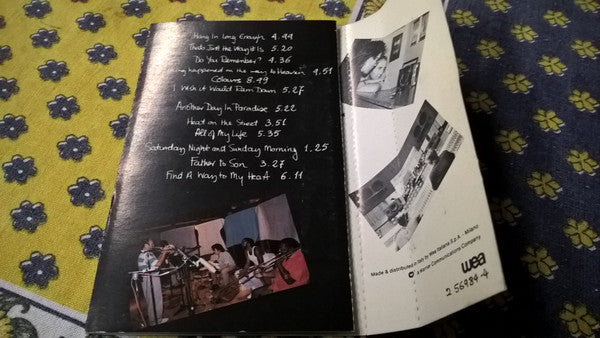 Hang In Long Enough 4.44
Thats Just the Way It Is 5.20
Do You Remember? 4.36
ing happened on the way to Heaven 4.51
Colours 8.49
I Wish it Would Rain Down 5.27
Another Day In Paradise 5.22
Heat on the Street 3.51
All of My Life 5.35
Saturday Night and Sunday Morning 1.25
Father to Son 3.27
Find A Way to My Heart 6.11
Made & distributed in Italy by Wea Italiana S.p.A. - Milano
a Warner Communications Company
wea
2 56984-4